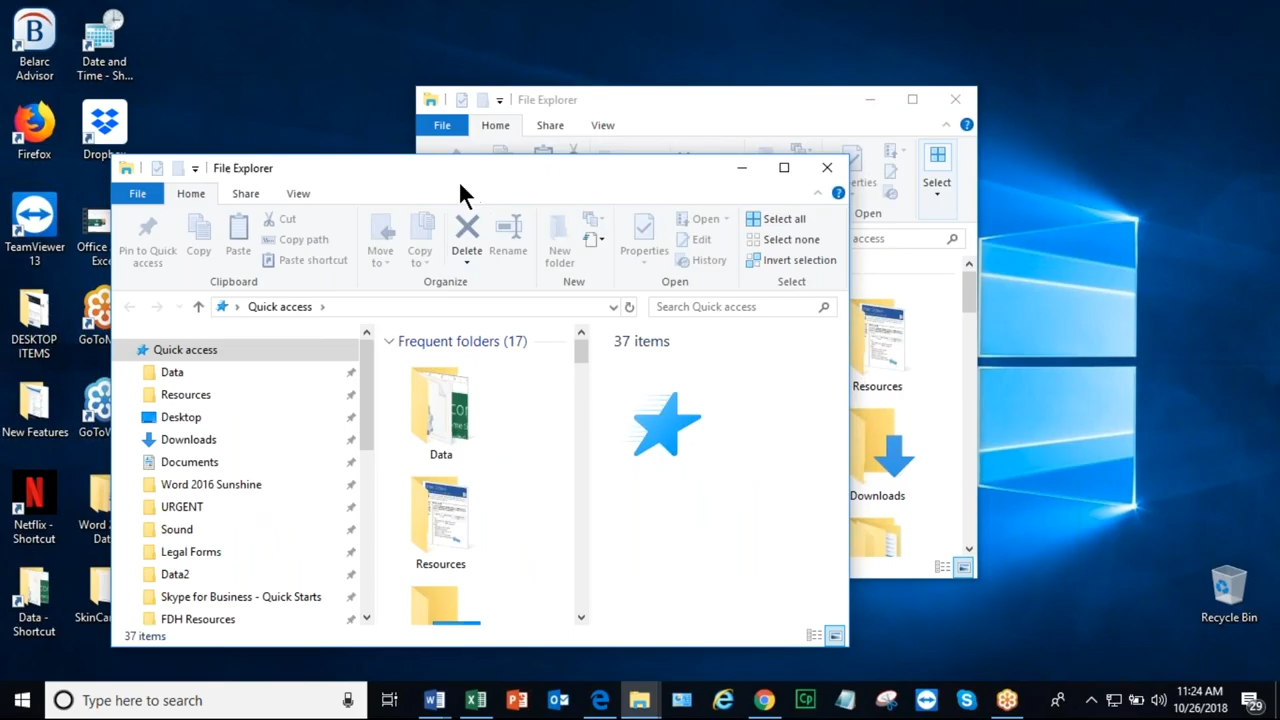 Belarc
Advisor
Date and
Time - Sh...
Firefox
Dropbox
TeamViewer
13
Office
Exce
DESKTOP
ITEMS
GoToM
New Features
GoToW
Netflix -
Shortcut
Word 2
Dat
Data -
Shortcut
SkinCar
File Explorer
File Home Share View
Select
Open
access
Resources
Downloads
File Explorer
File Home Share View
Pin to Quick
access
Copy
Paste
Cut
Copy path
Paste shortcut
Clipboard
Move
to
Copy
to
Delete
Rename
Organize
New
folder
New
Properties
Open
Edit
History
Open
Select all
Select none
Invert selection
Select
Quick access
Search Quick access
Quick access
Data
Resources
Desktop
Downloads
Documents
Word 2016 Sunshine
URGENT
Sound
Legal Forms
Data2
Skype for Business - Quick Starts
FDH Resources
Frequent folders (17)
Data
Resources
37 items
37 items
Recycle Bin
Type here to search
11:24 AM
10/26/2018
29